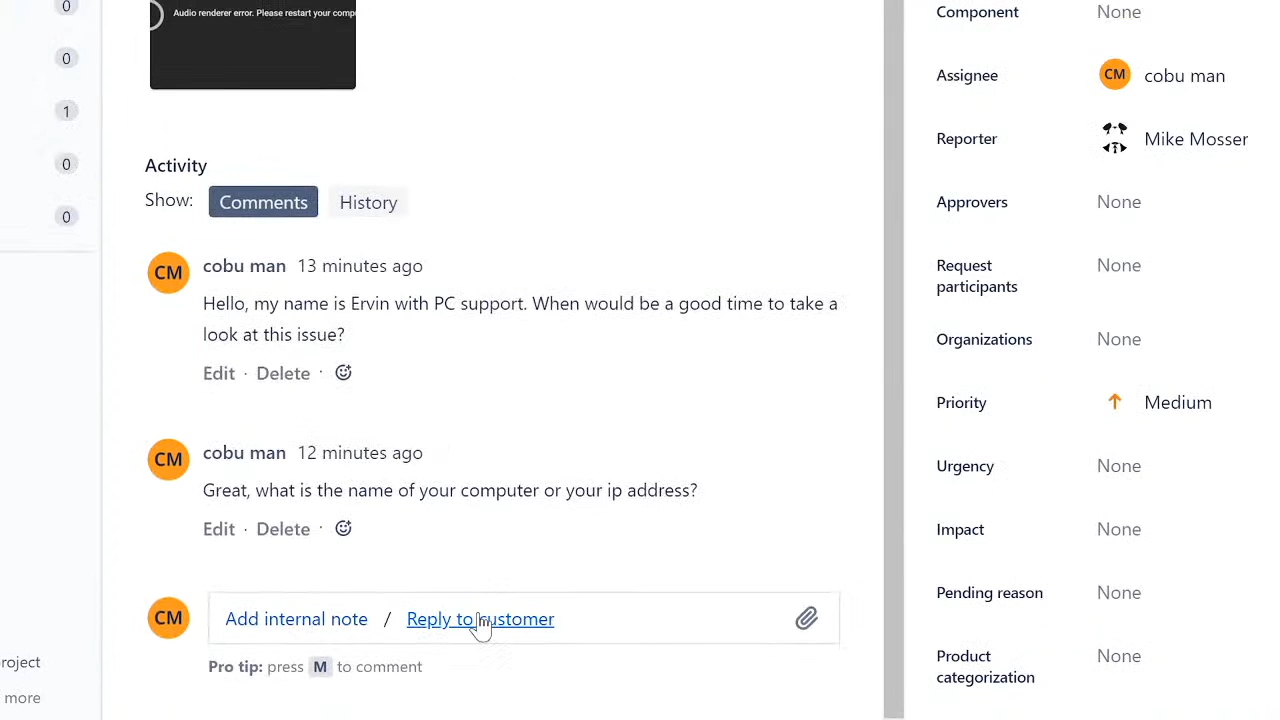 0
Audio renderer error. Please restart your
0
1
0
0
Activity
Show: Comments History
CM cobu man 13 minutes ago
Hello, my name is Ervin with PC support. When would be a good time to take a
look at this issue?
Edit · Delete ·
CM cobu man 12 minutes ago
Great, what is the name of your computer or your ip address?
Edit · Delete ·
CM Add internal note / Reply to customer
Pro tip: press M to comment
roject
more
Component None
Assignee CM cobu man
Reporter Mike Mosser
Approvers None
Request
participants None
Organizations None
Priority Medium
Urgency None
Impact None
Pending reason None
Product
categorization None